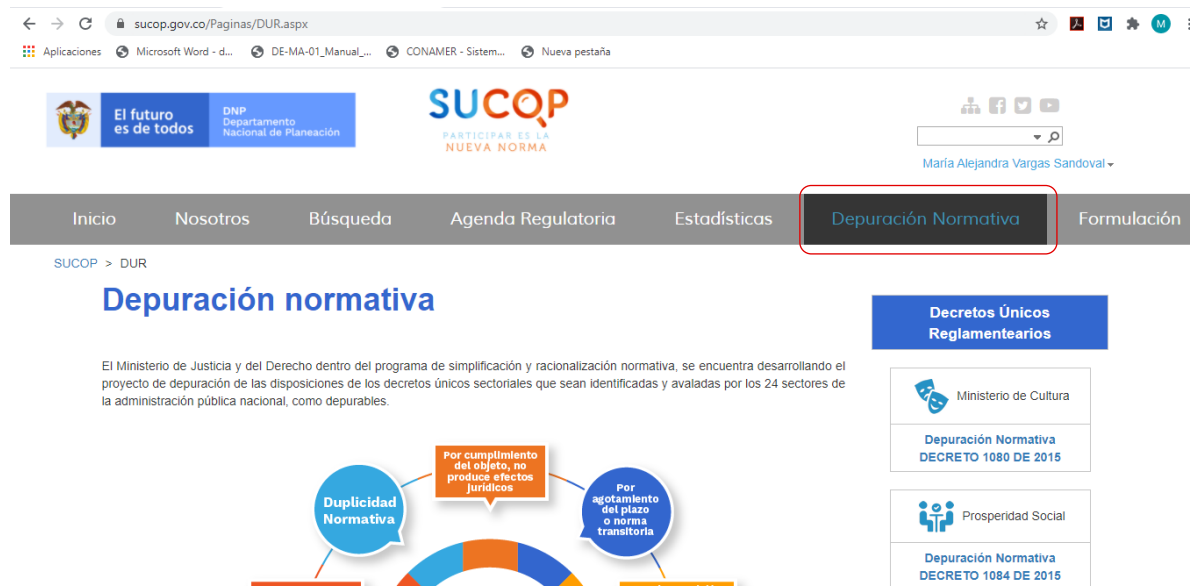 sucop.gov.co/Paginas/DUR.aspx
M
Aplicaciones
Microsoft Word - d...
DE-MA-01_Manual_...
CONAMER - Sistem...
Nueva pestaña
El futuro
es de todos
DNP
Departamento
Nacional de Planeación
SUCOP
PARTICIPAR ES LA
NUEVA NORMA
María Alejandra Vargas Sandoval
Inicio
Nosotros
Búsqueda
Agenda Regulatoria
Estadísticas
Depuración Normativa
Formulación
SUCOP > DUR
Depuración normativa
El Ministerio de Justicia y del Derecho dentro del programa de simplificación y racionalización normativa, se encuentra desarrollando el
proyecto de depuración de las disposiciones de los decretos únicos sectoriales que sean identificadas y avaladas por los 24 sectores de
la administración pública nacional, como depurables.
Por cumplimiento
del objeto, no
produce efectos
jurídicos
Duplicidad
Normativa
Por
agotamiento
del plazo
o norma
transitoria
Decretos Únicos
Reglamentearios
Ministerio de Cultura
Depuración Normativa
DECRETO 1080 DE 2015
Prosperidad Social
Depuración Normativa
DECRETO 1084 DE 2015